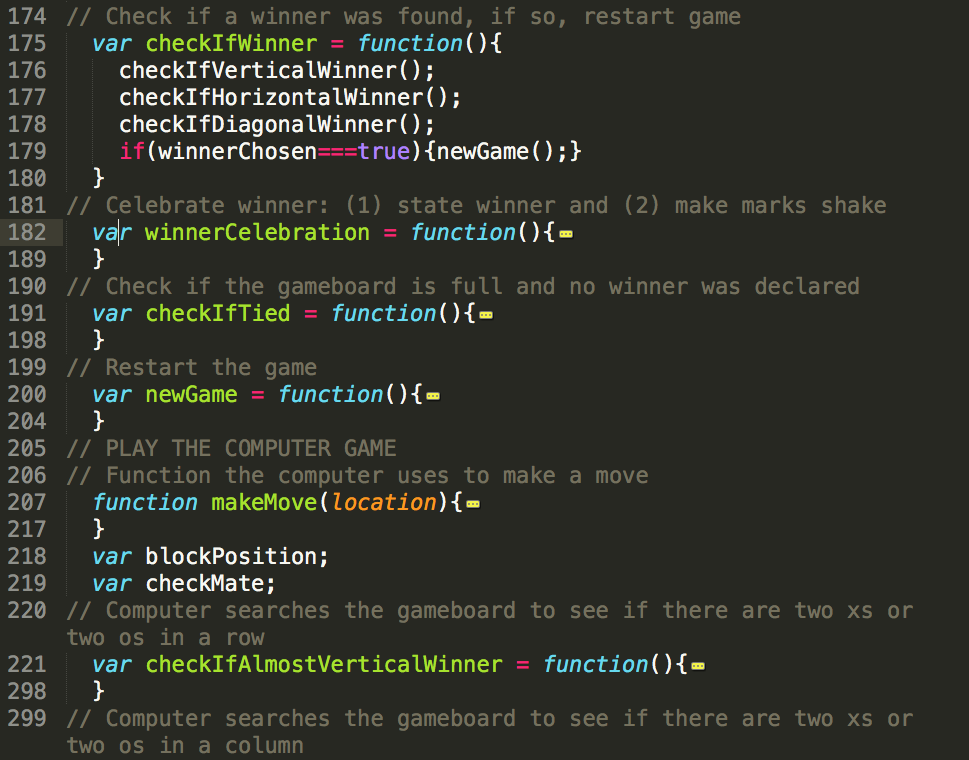 174 // Check if a winner was found, if so, restart game
175 var checkIfWinner = function(){
176 checkIfVerticalWinner();
177 checkIfHorizontalWinner();
178 checkIfDiagonalWinner();
179 if(winnerChosen===true){newGame();}
180 }
181 // Celebrate winner: (1) state winner and (2) make marks shake
182 var winnerCelebration = function(){
189 }
190 // Check if the gameboard is full and no winner was declared
191 var checkIfTied = function(){
198 }
199 // Restart the game
200 var newGame = function(){
204 }
205 // PLAY THE COMPUTER GAME
206 // Function the computer uses to make a move
207 function makeMove(location){
217 }
218 var blockPosition;
219 var checkMate;
220 // Computer searches the gameboard to see if there are two xs or
two os in a row
221 var checkIfAlmostVerticalWinner = function(){
298 }
299 // Computer searches the gameboard to see if there are two xs or
two os in a column